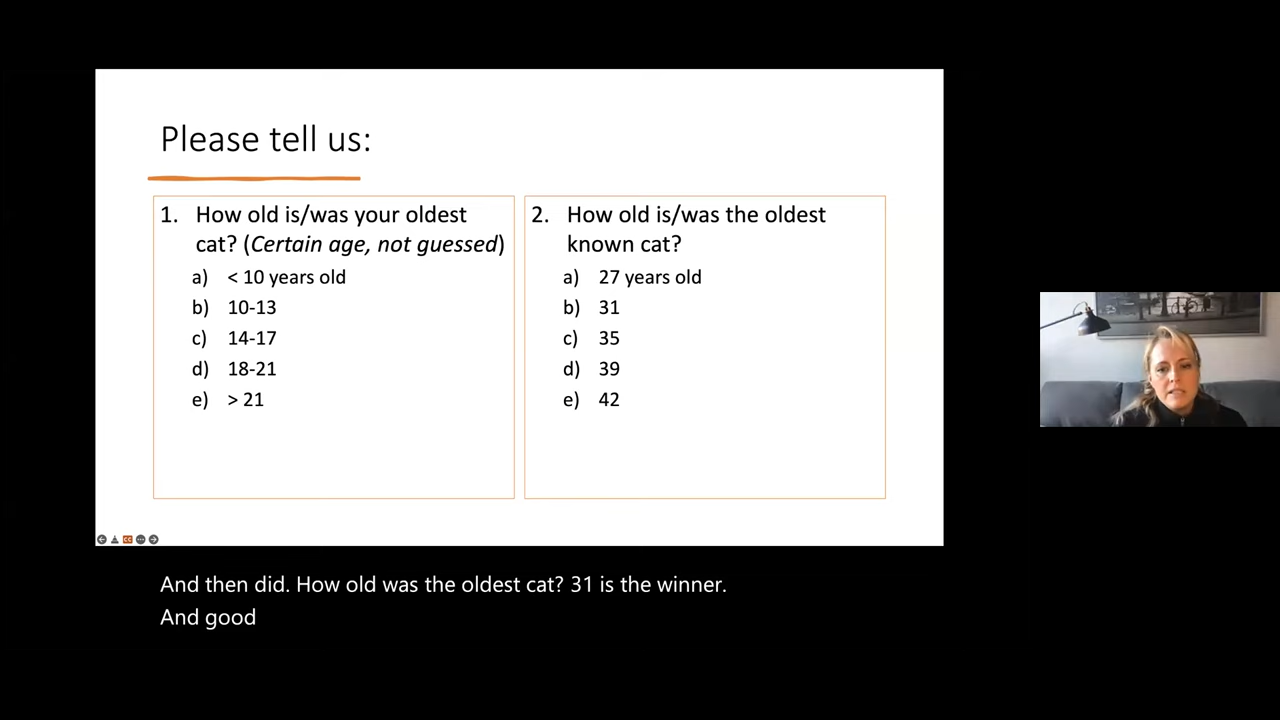 Please tell us:
1. How old is/was your oldest
cat? (Certain age, not guessed)
a) < 10 years old
b) 10-13
c) 14-17
d) 18-21
e) > 21
2. How old is/was the oldest
known cat?
a) 27 years old
b) 31
c) 35
d) 39
e) 42
CC
And then did. How old was the oldest cat? 31 is the winner.
And good